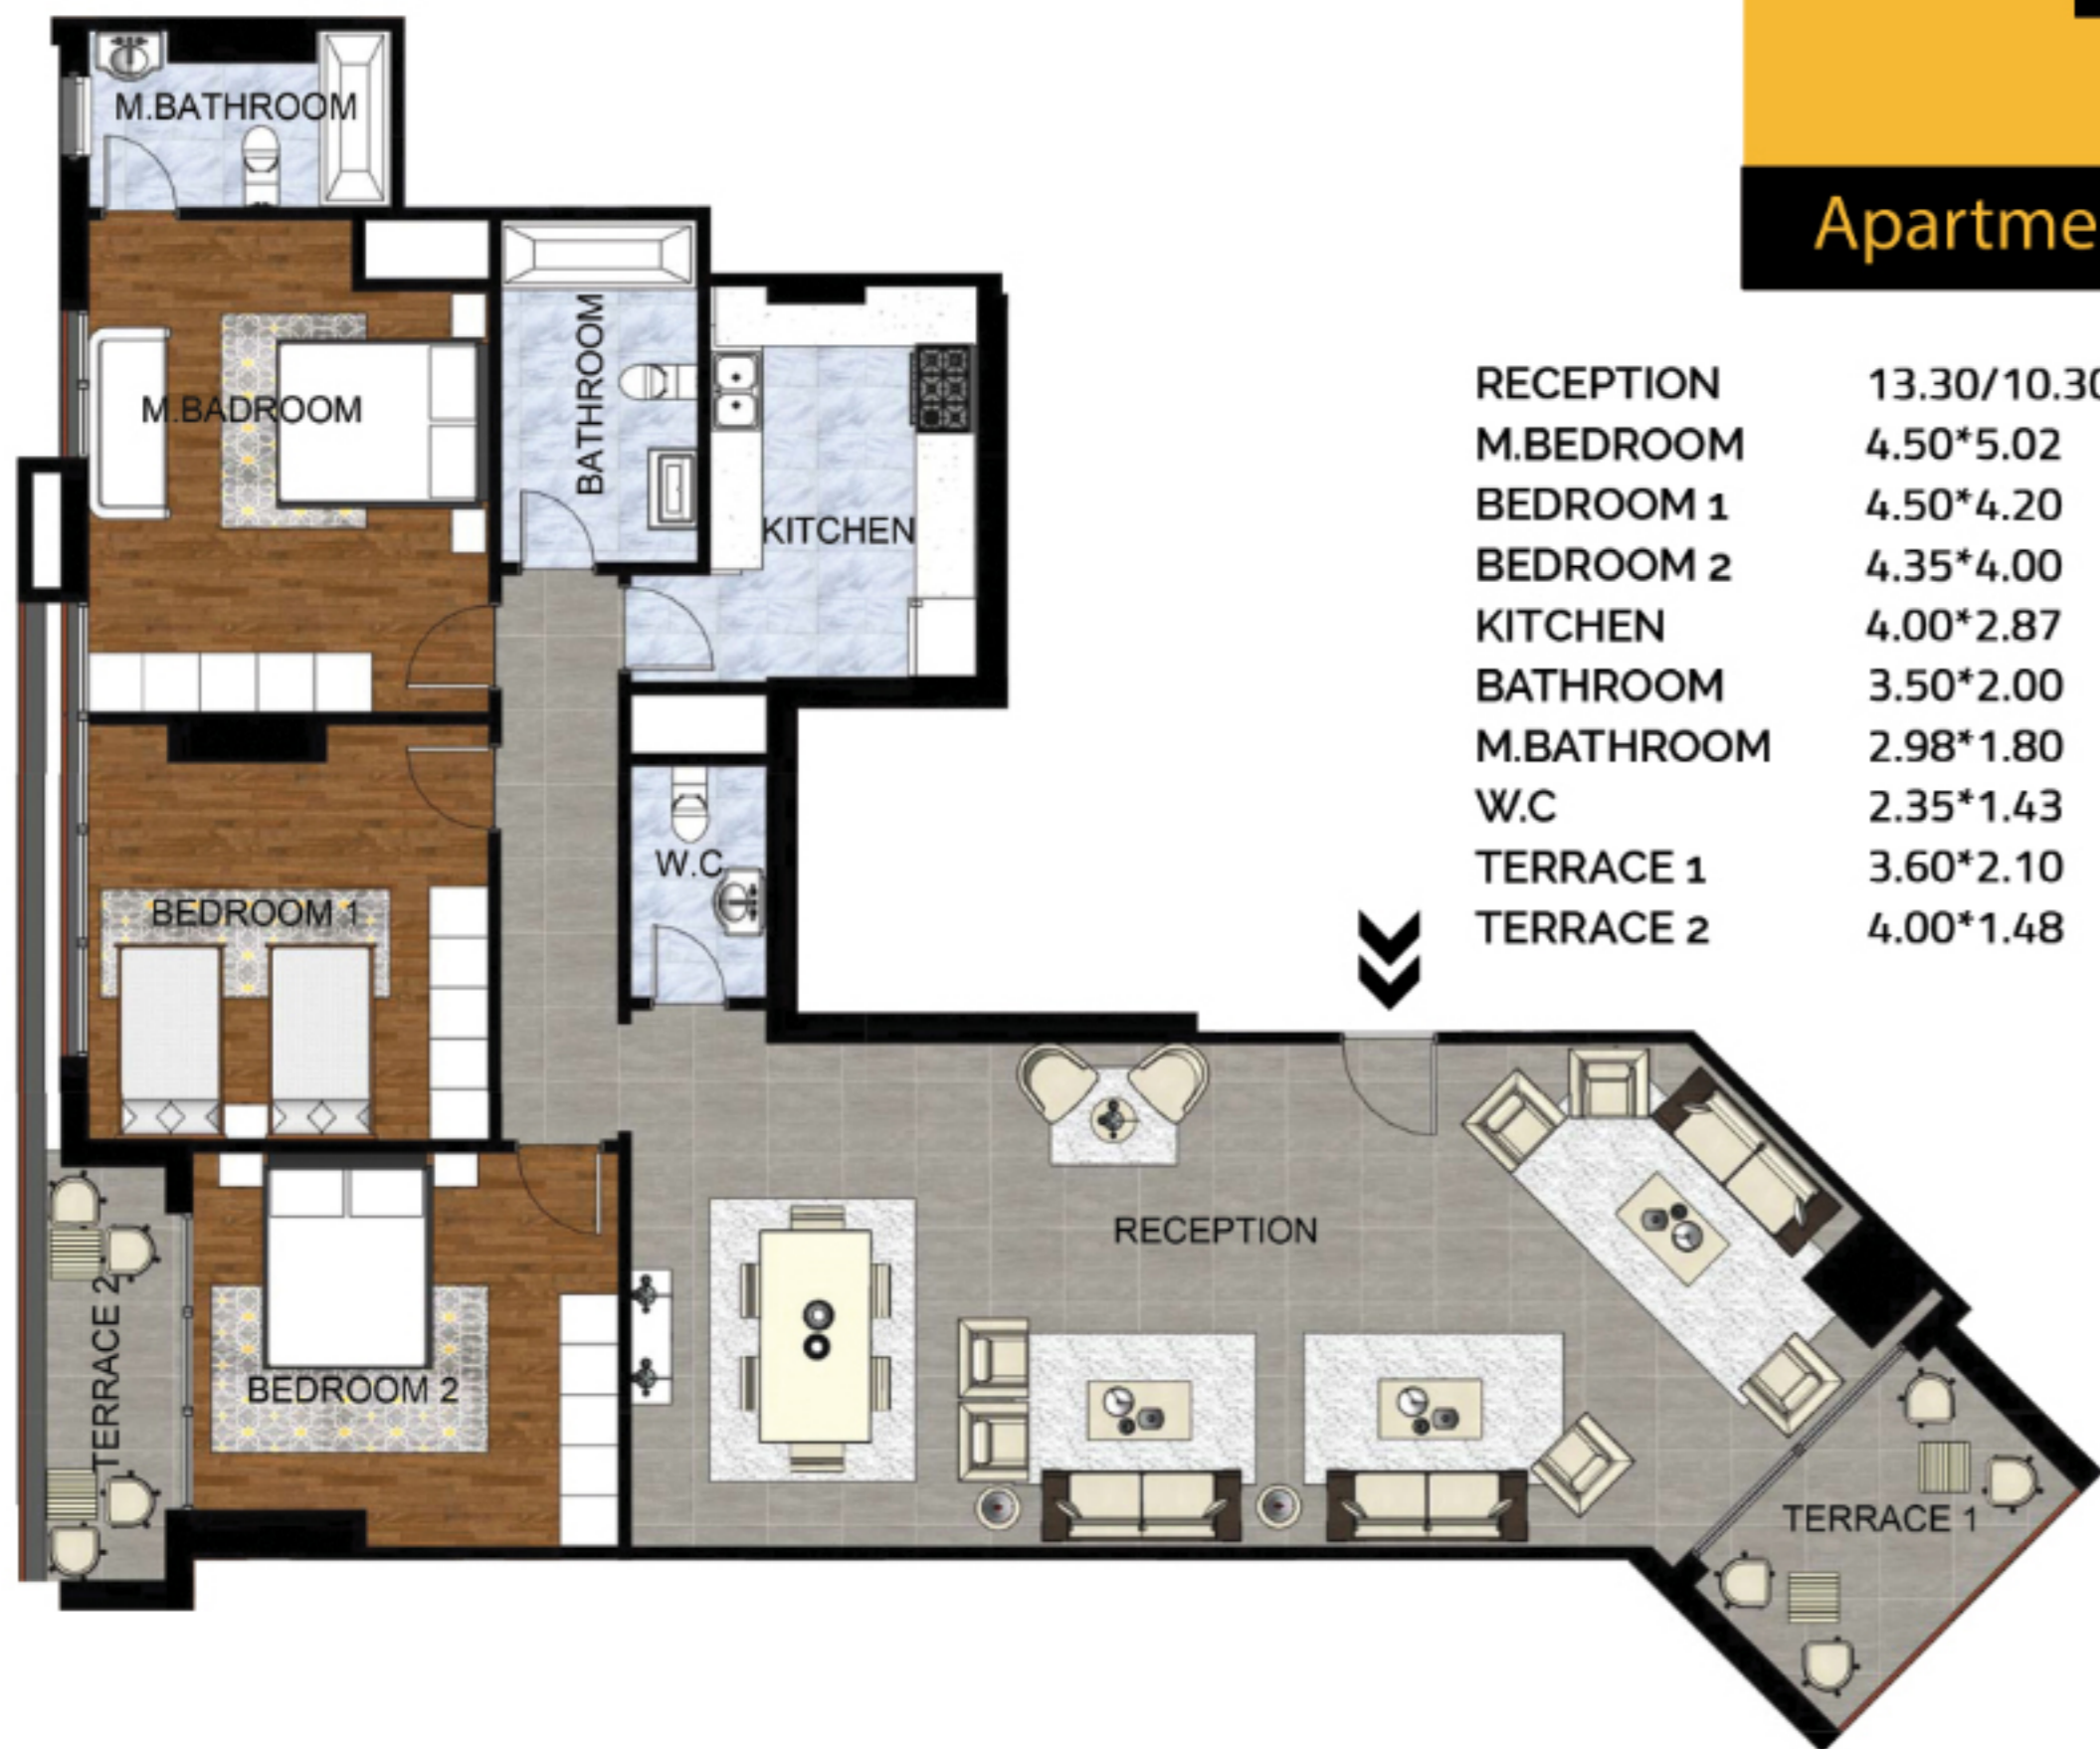 Apartme
M.BATHROOM
M.BADROOM
BATHROOM
KITCHEN
W.C
BEDROOM 1
BEDROOM 2
TERRACE 2
RECEPTION
TERRACE 1
RECEPTION 13.30/10.30
M.BEDROOM 4.50*5.02
BEDROOM 1 4.50*4.20
BEDROOM 2 4.35*4.00
KITCHEN 4.00*2.87
BATHROOM 3.50*2.00
M.BATHROOM 2.98*1.80
W.C 2.35*1.43
TERRACE 1 3.60*2.10
TERRACE 2 4.00*1.48